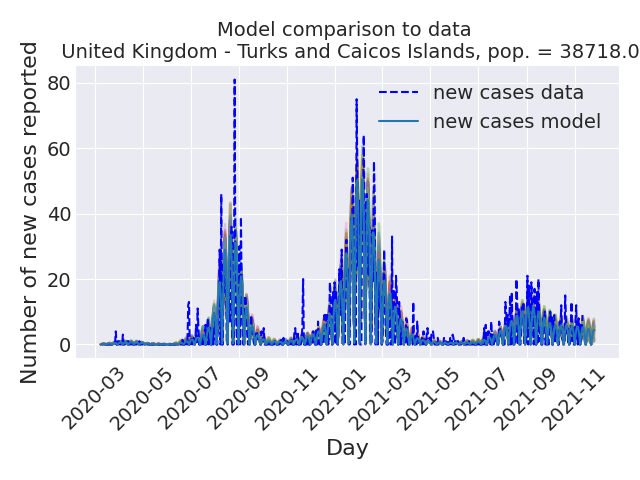 Model comparison to data
United Kingdom - Turks and Caicos Islands, pop. = 38718.0
Number of new cases reported
80
60
40
20
0
new cases data
new cases model
2020-03
2020-05
2020-07
2020-09
2020-11
2021-01
2021-03
2021-05
2021-07
2021-09
2021-11
Day